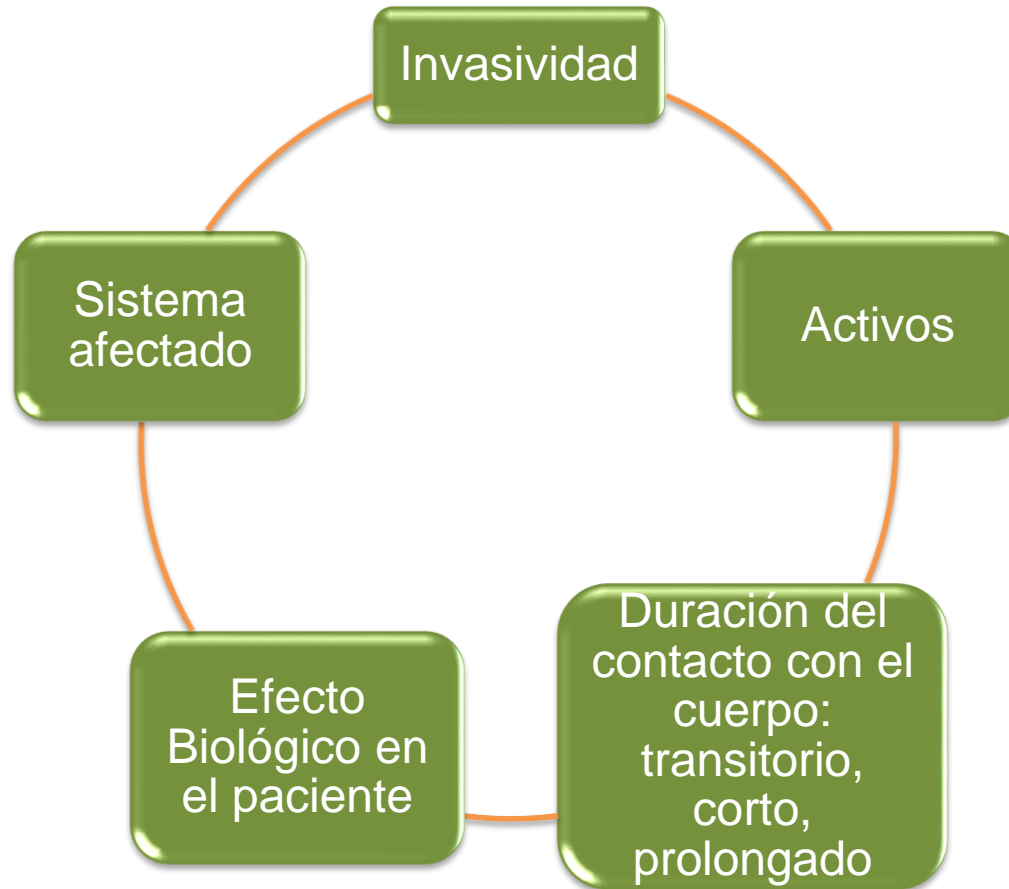 Invasividad
Activos
Duración del
contacto con el
cuerpo:
transitorio,
corto,
prolongado
Efecto
Biológico en
el paciente
Sistema
afectado